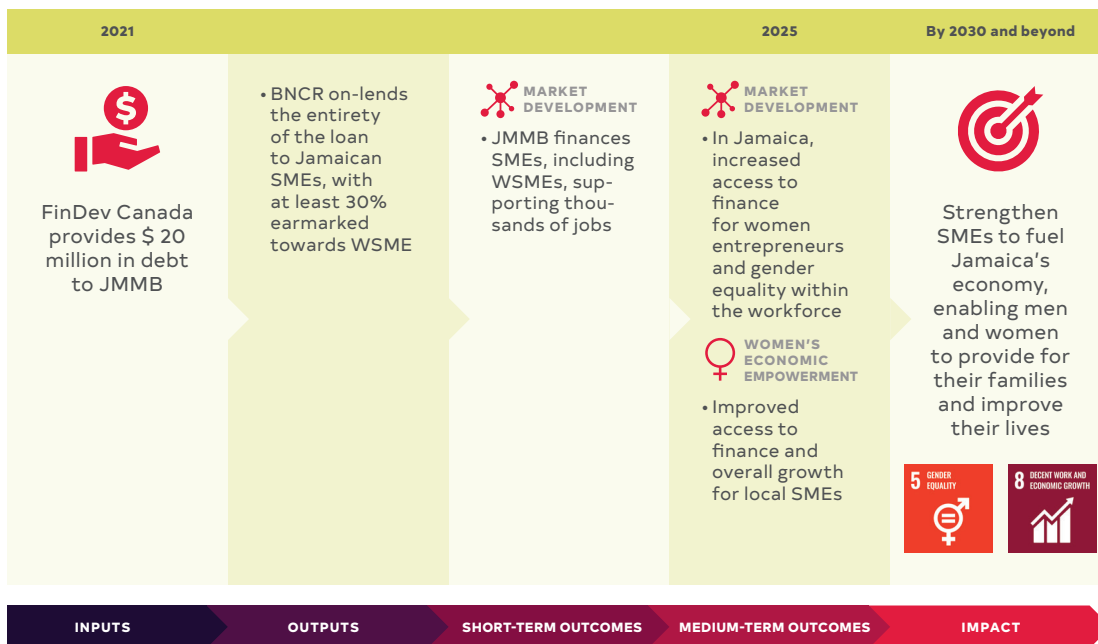 2021
2025
By 2030 and beyond
$
FinDev Canada
provides $ 20
million in debt
to JMMB
• BNCR on-lends
the entirety
of the loan
to Jamaican
SMEs, with
at least 30%
earmarked
towards WSME
MARKET
DEVELOPMENT
• JMMB finances
SMEs, including
WSMEs, sup-
porting thou-
sands of jobs
MARKET
DEVELOPMENT
• In Jamaica,
increased
access to
finance
for women
entrepreneurs
and gender
equality within
the workforce
WOMEN'S
ECONOMIC
EMPOWERMENT
• Improved
access to
finance and
overall growth
for local SMEs
Strengthen
SMEs to fuel
Jamaica's
economy,
enabling men
and women
to provide for
their families
and improve
their lives
5 GENDER
EQUALITY
8 DECENT WORK AND
ECONOMIC GROWTH
INPUTS
OUTPUTS
SHORT-TERM OUTCOMES
MEDIUM-TERM OUTCOMES
IMPACT